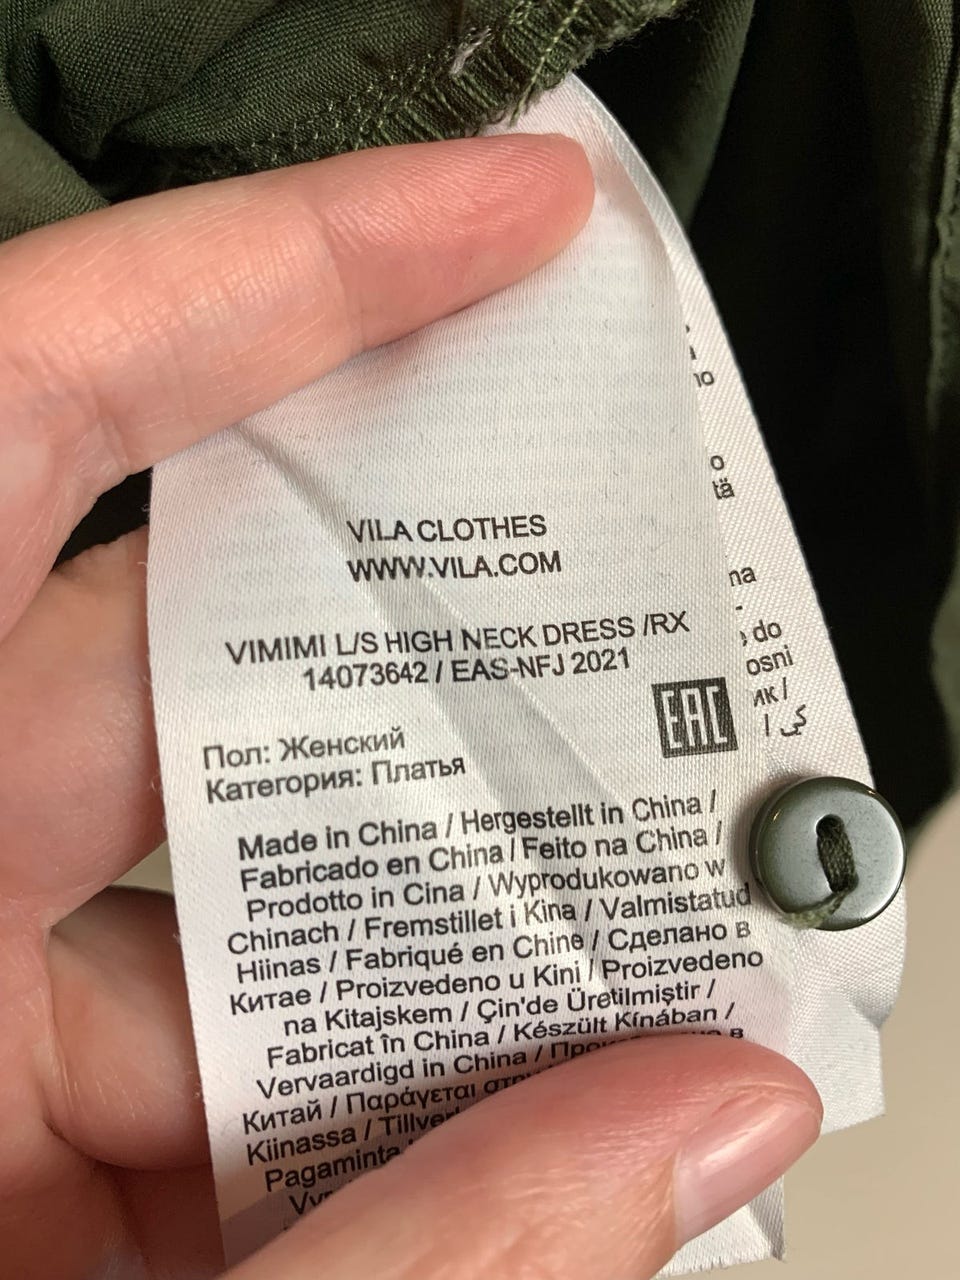 VILA CLOTHES
WWW.VILA.COM
VIMIMI L/S HIGH NECK DRESS /RX
14073642 / EAS-NFJ 2021
EAC
Пол: Женский
Категория: Платья
Made in China / Hergestellt in China /
Fabricado en China / Feito na China /
Prodotto in Cina / Wyprodukowano w
Chinach / Fremstillet i Kina / Valmistatud
Hiinas / Fabriqué en Chine / Сделано в
Китае / Proizvedeno u Kini / Proizvedeno
na Kitajskem / Çin'de Üretilmiştir /
Fabricat în China / Készült Kínában /
Vervaardigd in China / в
Китай / Παράγεται
Kiinassa /
do
osni